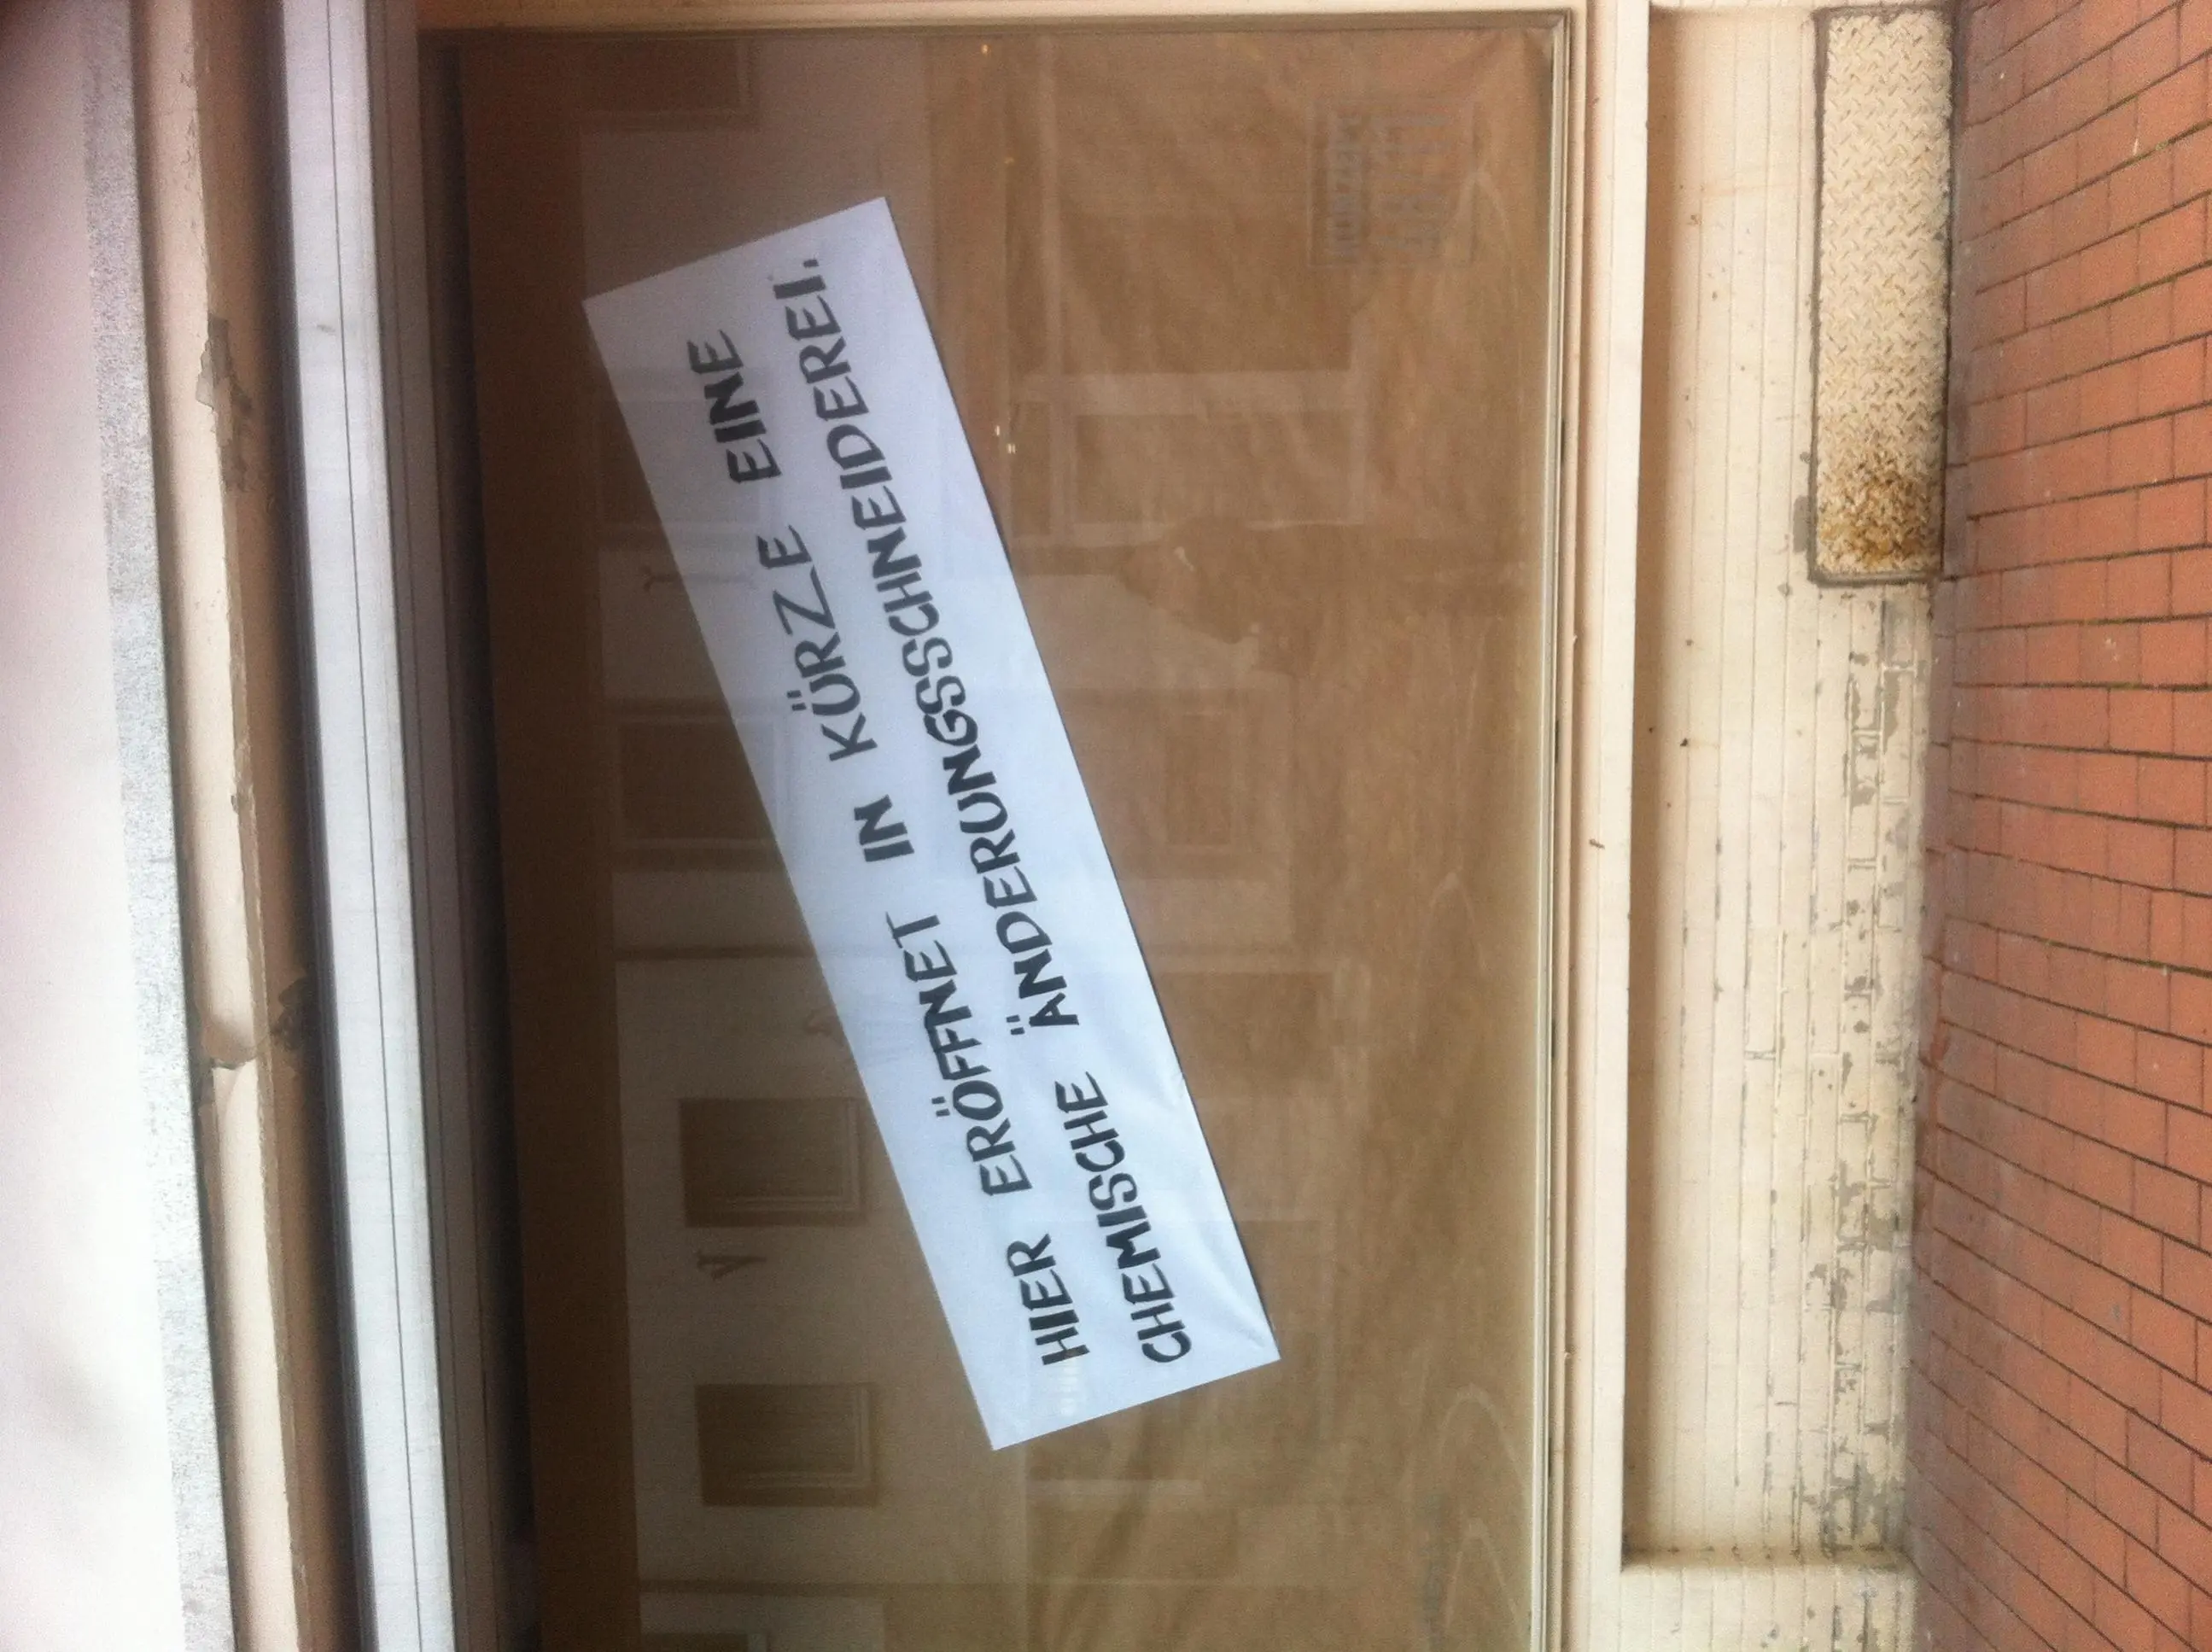 HIER ERÖFFNET IN KÜRZE EINE
CHEMISCHE ÄNDERUNGSSCHNEIDEREI.